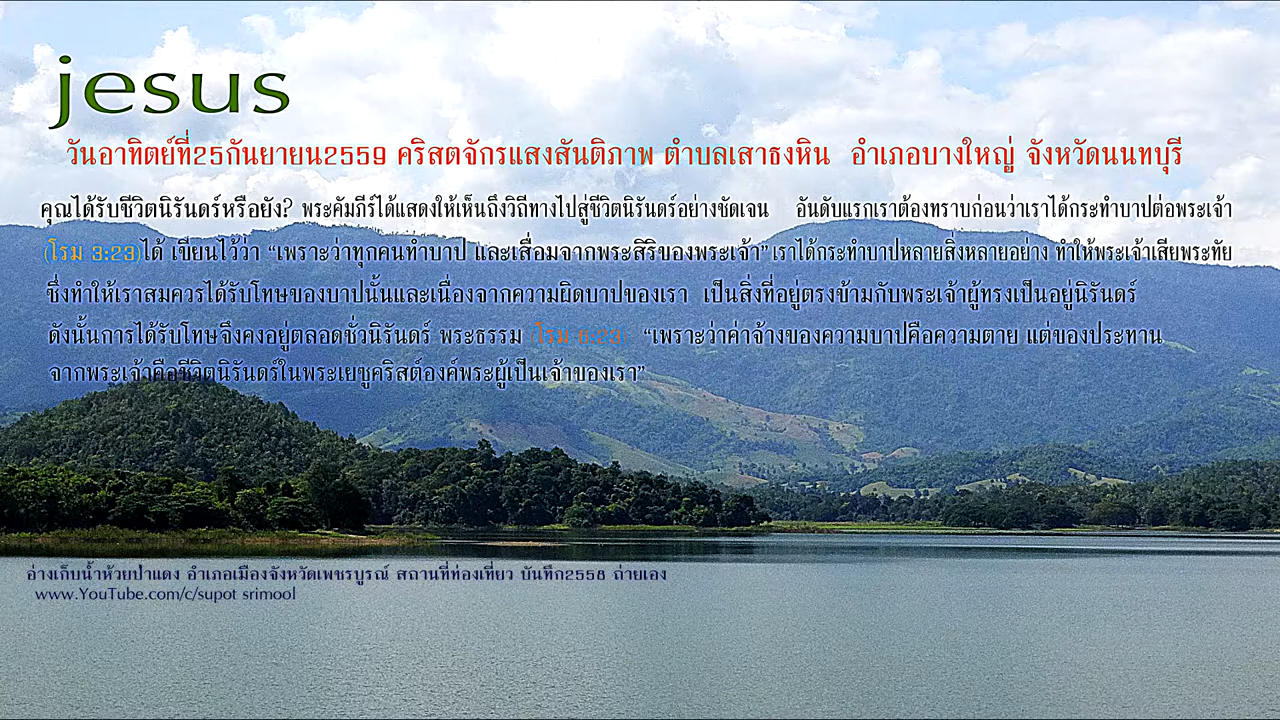 jesus
วันอาทิตย์ที่25กันยายน2559 คริสตจักรแสงสันติภาพ ตำบลเสาธงหิน อำเภอบางใหญ่ จังหวัดนนทบุรี
คุณได้รับชีวิตนิรันดร์หรือยัง? พระคัมภีร์ได้แสดงให้เห็นถึงวิถีทางไปสู่ชีวิตนิรันดร์อย่างชัดเจน อันดับแรกเราต้องทราบก่อนว่าเราได้กระทำบาปต่อพระเจ้า
(โรม 3:23)ได้ เขียนไว้ว่า “เพราะว่าทุกคนทำบาป และเสื่อมจากพระสิริของพระเจ้า”เราได้กระทำบาปหลายสิ่งหลายอย่าง ทำให้พระเจ้าเสียพระทัย
ซึ่งทำให้เราสมควรได้รับโทษของบาปนั้นและเนื่องจากความผิดบาปของเรา เป็นสิ่งที่อยู่ตรงข้ามกับพระเจ้าผู้ทรงเป็นอยู่นิรันดร์
ดังนั้นการได้รับโทษจึงคงอยู่ตลอดชั่วนิรันดร์ พระธรรม (โรม 6:23) “เพราะว่าค่าจ้างของความบาปคือความตาย แต่ของประทาน
จากพระเจ้าคือชีวิตนิรันดร์ในพระเยซูคริสต์องค์พระผู้เป็นเจ้าของเรา”
อ่างเก็บน้ำห้วยป่าแดง อำเภอเมืองจังหวัดเพชรบูรณ์ สถานที่ท่องเที่ยว บันทึก2558 ถ่ายเอง
www.YouTube.com/c/supot srimool